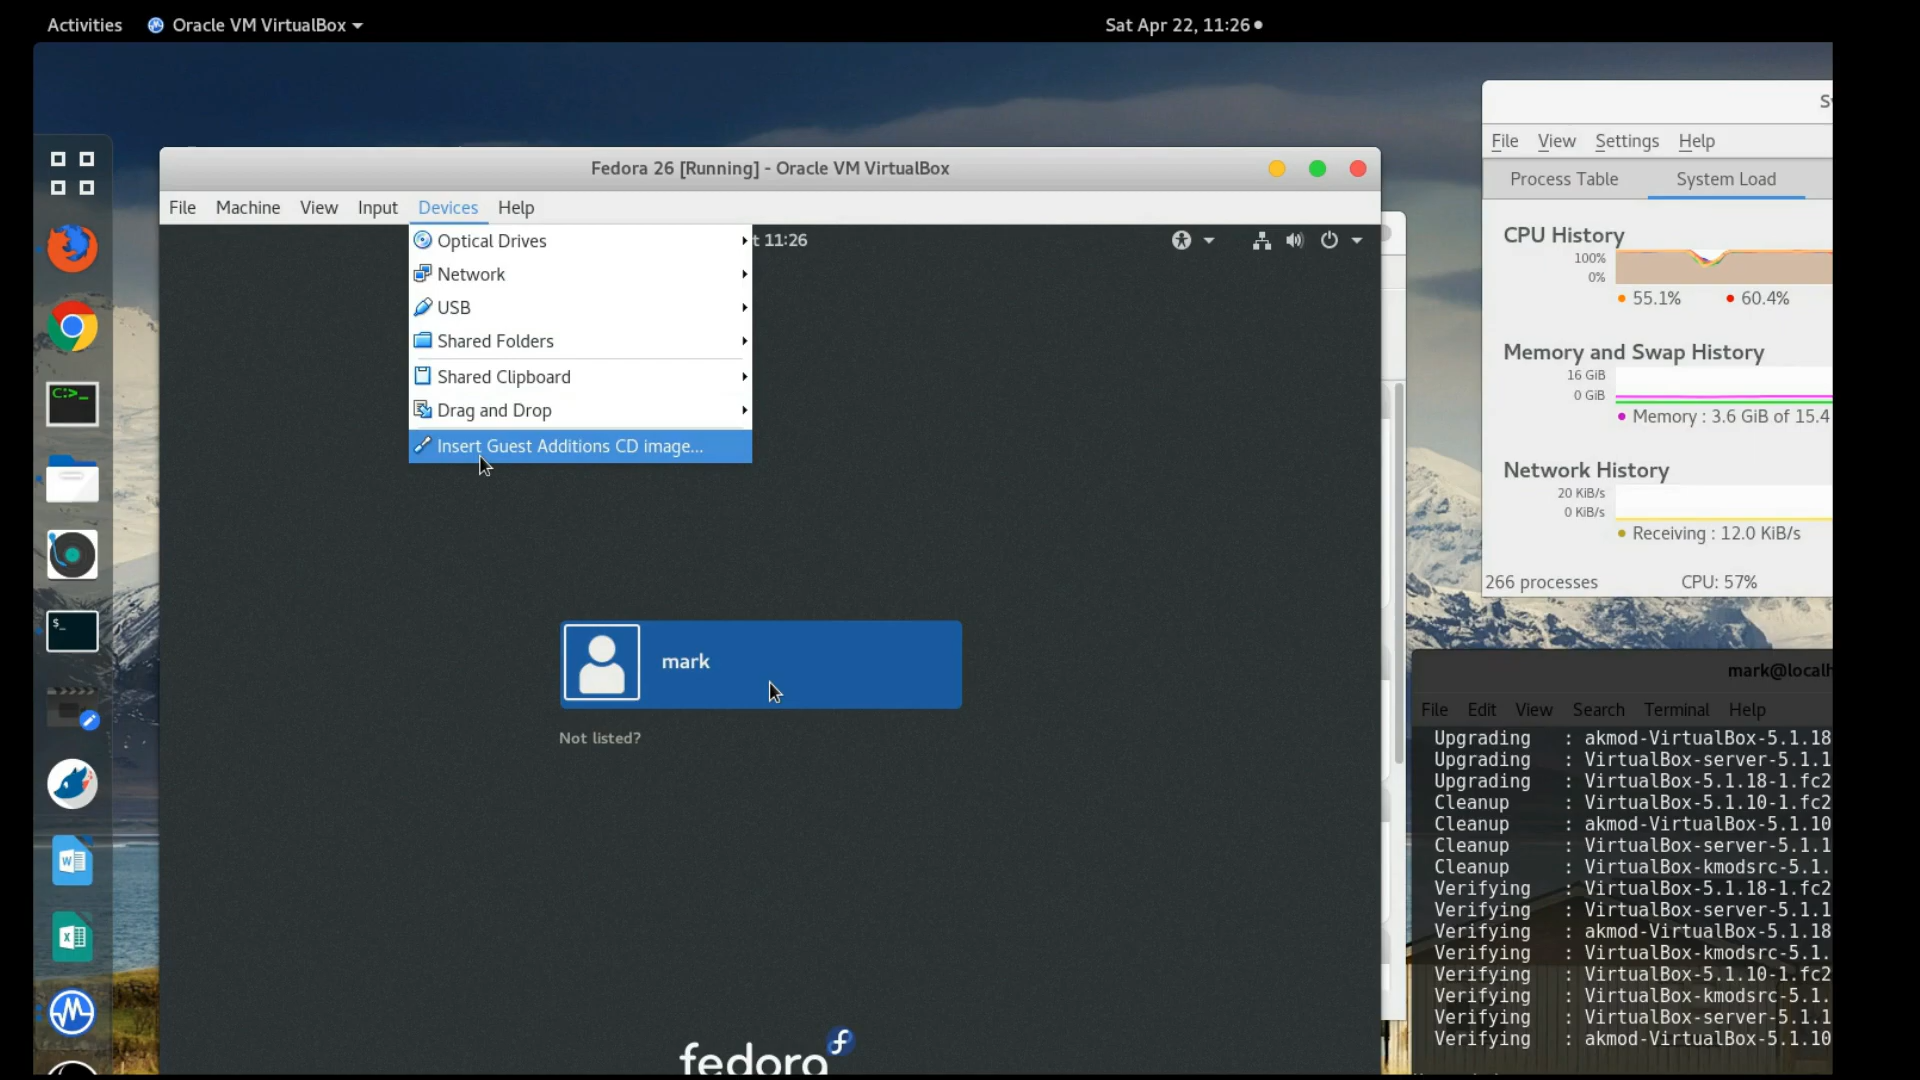 Activities
Oracle VM VirtualBox
Sat Apr 22, 11:26
Fedora 26 [Running] - Oracle VM VirtualBox
File Machine View Input Devices Help
Optical Drives
Network
USB
Shared Folders
Shared Clipboard
Drag and Drop
Insert Guest Additions CD image...
t 11:26
mark
Not listed?
fedora
C:>_
$_
File View Settings Help
Process Table System Load
CPU History
100%
0%
55.1% 60.4%
Memory and Swap History
16 GiB
0 GiB
Memory : 3.6 GiB of 15.4
Network History
20 KiB/s
0 KiB/s
Receiving : 12.0 KiB/s
266 processes CPU: 57%
mark@localh
File Edit View Search Terminal Help
Upgrading : akmod-VirtualBox-5.1.18
Upgrading : VirtualBox-server-5.1.1
Upgrading : VirtualBox-5.1.18-1.fc2
Cleanup : VirtualBox-5.1.10-1.fc2
Cleanup : akmod-VirtualBox-5.1.10
Cleanup : VirtualBox-server-5.1.1
Cleanup : VirtualBox-kmodsrc-5.1.
Verifying : VirtualBox-5.1.18-1.fc2
Verifying : VirtualBox-server-5.1.1
Verifying : akmod-VirtualBox-5.1.18
Verifying : VirtualBox-kmodsrc-5.1.
Verifying : VirtualBox-5.1.10-1.fc2
Verifying : VirtualBox-kmodsrc-5.1.
Verifying : VirtualBox-server-5.1.1
Verifying : akmod-VirtualBox-5.1.10